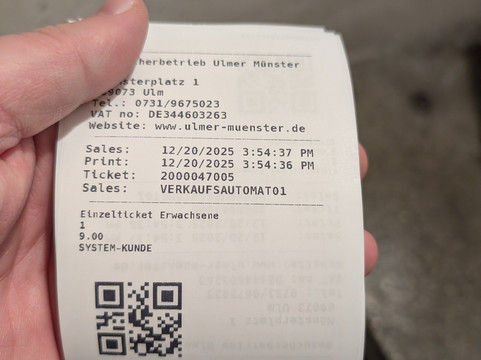 herbetrieb Ulmer Münster
sterplatz 1
89073 Ulm
Tel.: 0731/9675023
VAT no: DE344603263
Website: www.ulmer-muenster.de
Sales: 12/20/2025 3:54:37 PM
Print: 12/20/2025 3:54:36 PM
Ticket: 2000047005
Sales: VERKAUFSAUTOMAT01
Einzelticket Erwachsene
1
9.00
SYSTEM-KUNDE